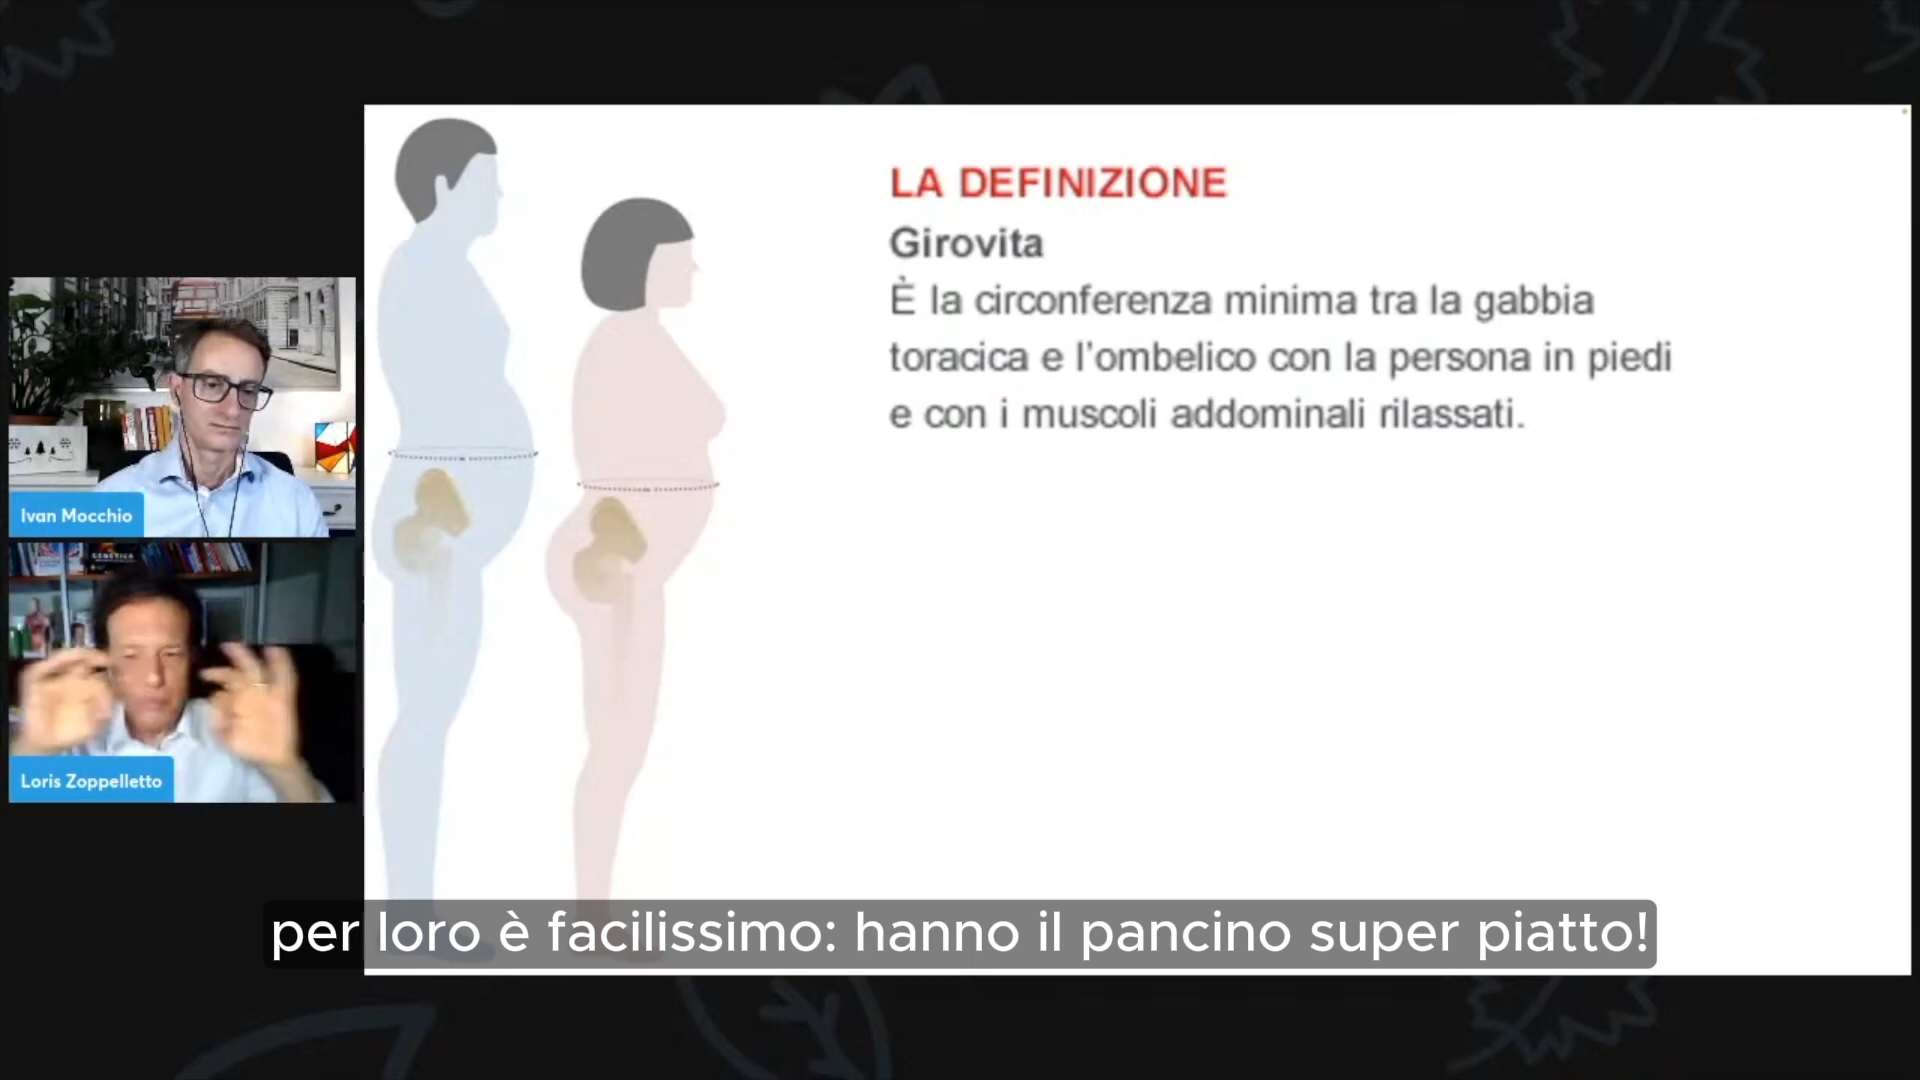 LA DEFINIZIONE
Girovita
È la circonferenza minima tra la gabbia
toracica e l'ombelico con la persona in piedi
e con i muscoli addominali rilassati.
Ivan Mocchio
GENETICA
Loris Zoppelletto
per loro è facilissimo: hanno il pancino super piatto!